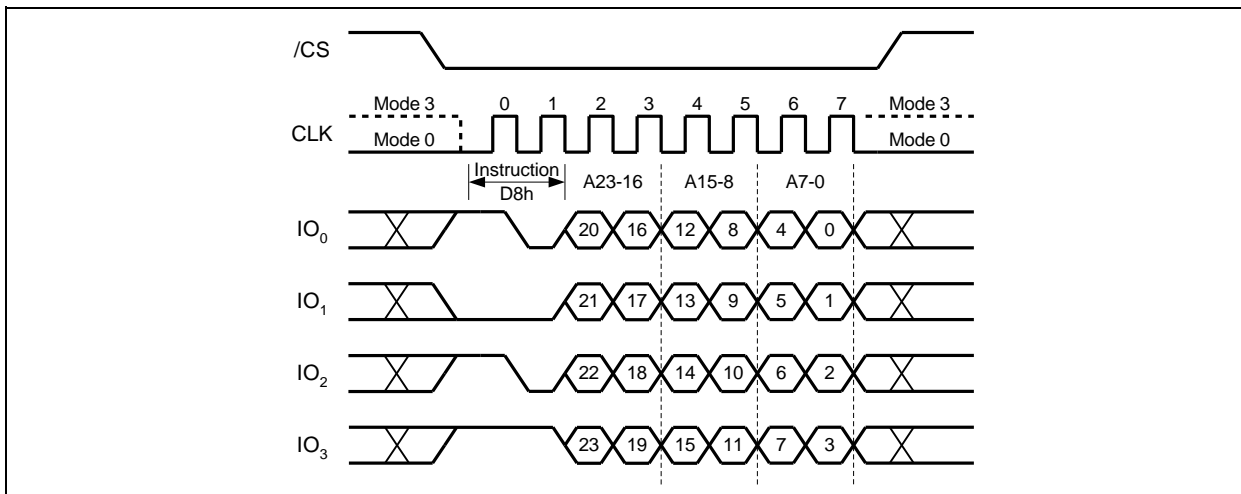 /CS
Mode 3 0 1 2 3 4 5 6 7 Mode 3
CLK
Mode 0 Mode 0
Instruction
D8h
A23-16 A15-8 A7-0
IO0 20 16 12 8 4 0
IO1 21 17 13 9 5 1
IO2 22 18 14 10 6 2
IO3 23 19 15 11 7 3